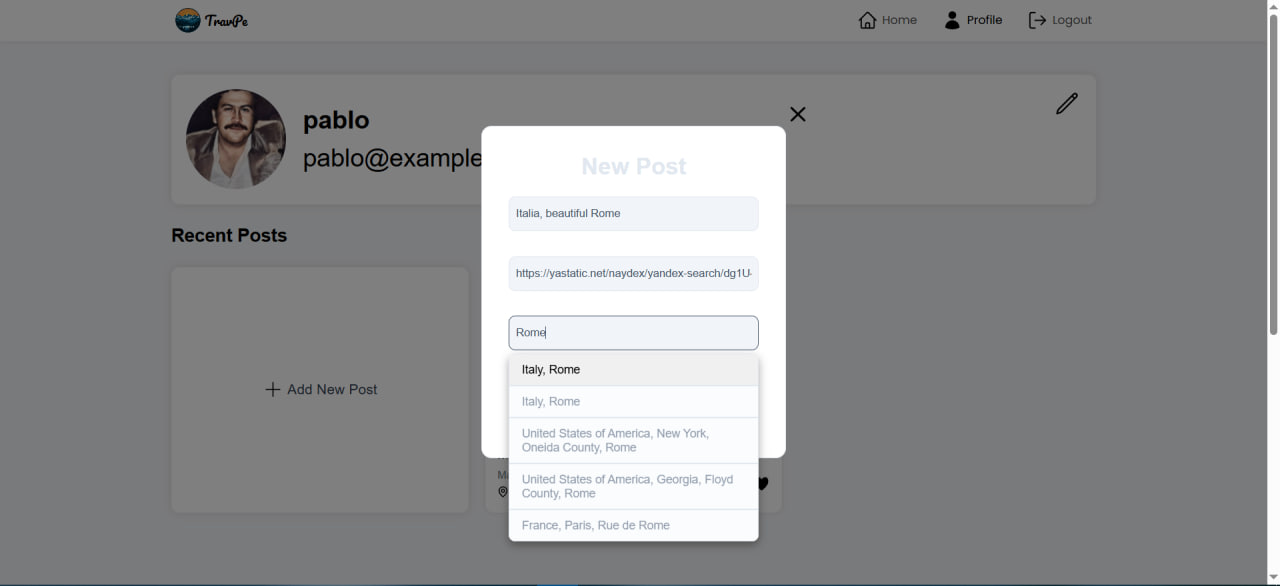 TravPe
Home
Profile
Logout
pablo
pablo@example
New Post
Italia, beautiful Rome
https://yastatic.net/naydex/yandex-search/dg1U
Rome
Recent Posts
Add New Post
Italy, Rome
Italy, Rome
United States of America, New York,
Oneida County, Rome
United States of America, Georgia, Floyd
County, Rome
France, Paris, Rue de Rome